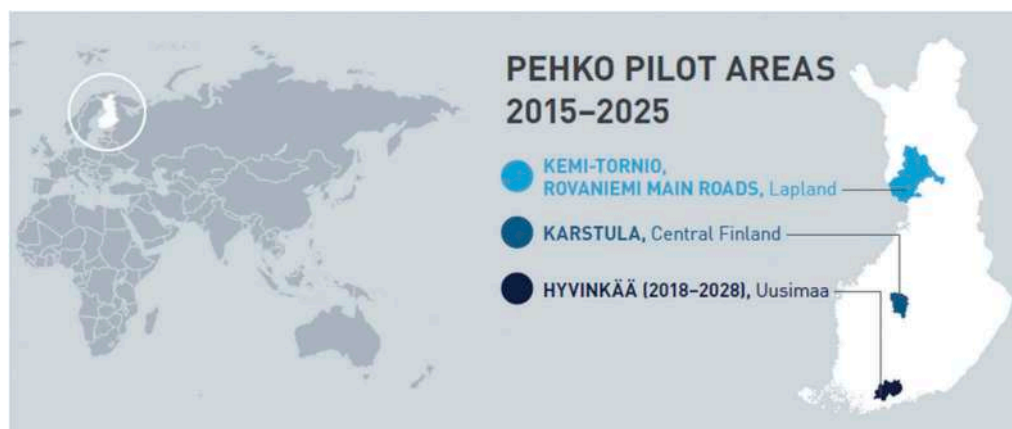 PEHKO PILOT AREAS
2015–2025
KEMI-TORNIO,
ROVANIEMI MAIN ROADS, Lapland
KARSTULA, Central Finland
HYVINKÄÄ (2018–2028), Uusimaa